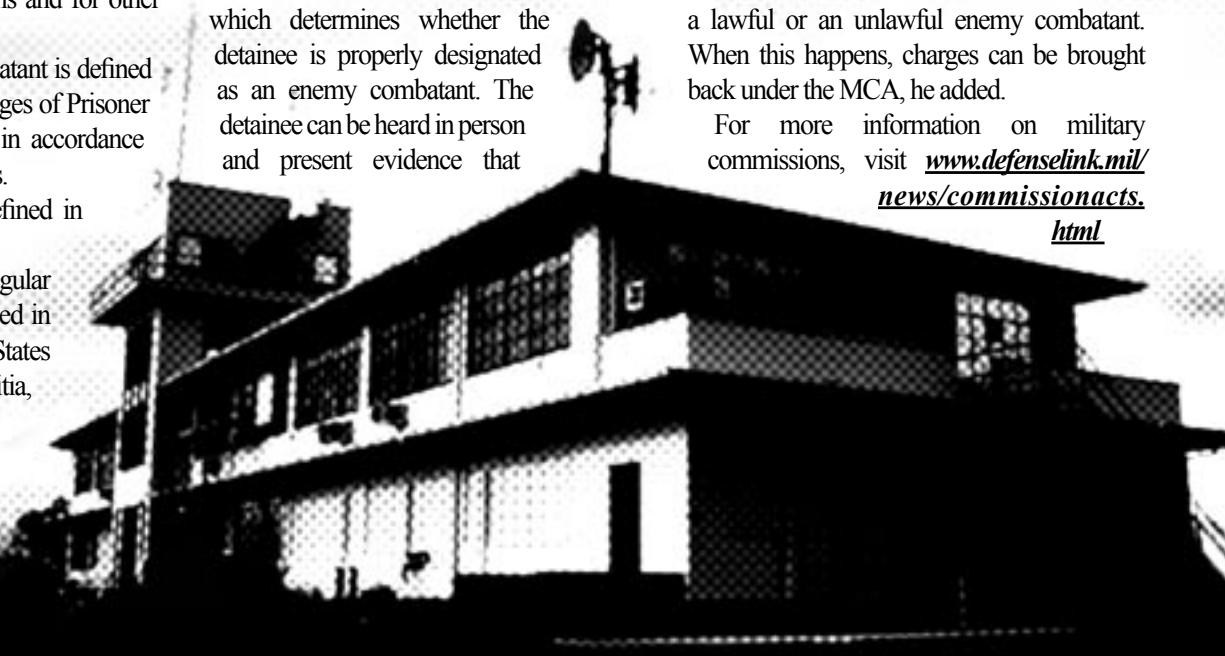 ns and for other
atant is defined
ges of Prisoner
in accordance
s.
efined in
gular
ed in
States
itia,
which determines whether the
detainee is properly designated
as an enemy combatant. The
detainee can be heard in person
and present evidence that
a lawful or an unlawful enemy combatant.
When this happens, charges can be brought
back under the MCA, he added.
For more information on military
commissions, visit www.defenselink.mil/
news/commissionacts.
html